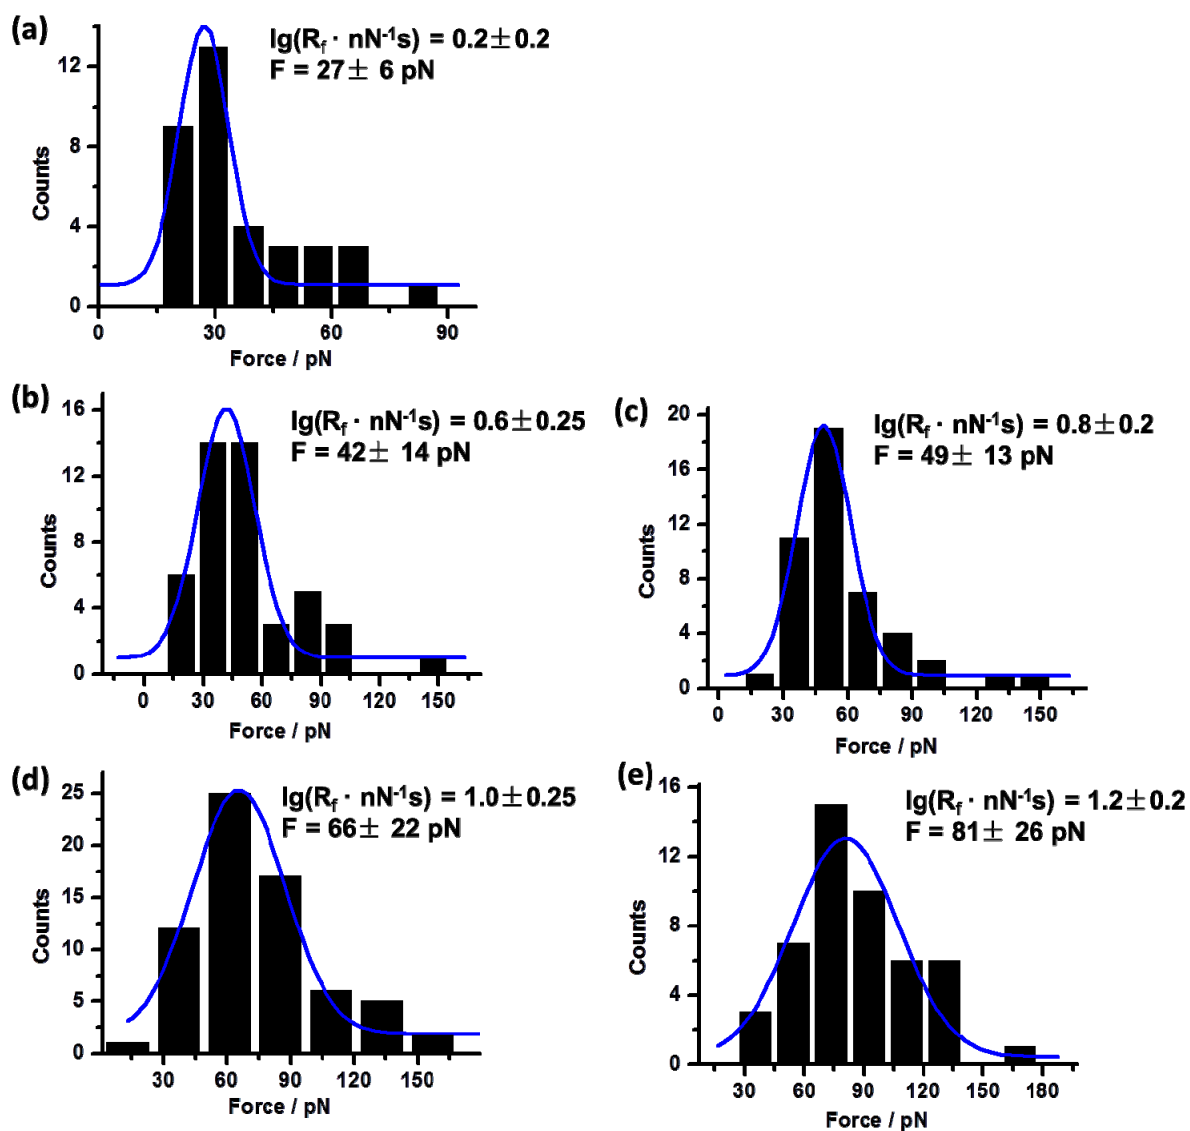 (a)
lg(Rf · nN-1s) = 0.2±0.2
F = 27± 6 pN
12
8
4
0
Counts
0 30 60 90
Force / pN
(b)
lg(Rf · nN-1s) = 0.6±0.25
F = 42± 14 pN
16
12
8
4
0
Counts
0 30 60 90 120 150
Force / pN
(c)
lg(Rf · nN-1s) = 0.8±0.2
F = 49± 13 pN
20
16
12
8
4
0
Counts
0 30 60 90 120 150
Force / pN
(d)
lg(Rf · nN-1s) = 1.0±0.25
F = 66± 22 pN
25
20
15
10
5
0
Counts
30 60 90 120 150
Force / pN
(e)
lg(Rf · nN-1s) = 1.2±0.2
F = 81± 26 pN
16
12
8
4
0
Counts
30 60 90 120 150 180
Force / pN